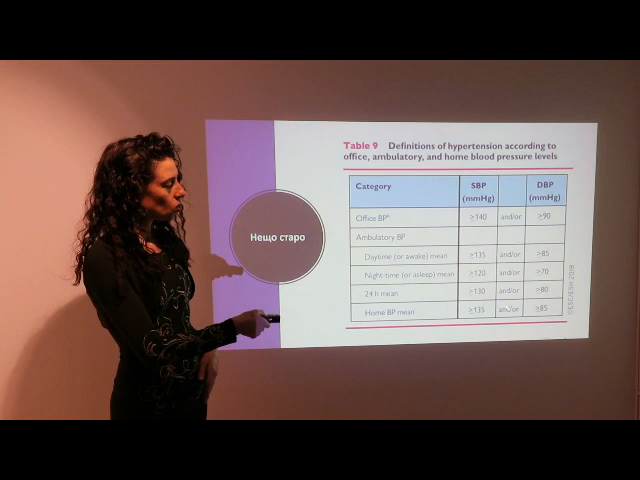 Table 9 Definitions of hypertension according to
office, ambulatory, and home blood pressure levels
Нещо старо
Category SBP (mmHg) DBP (mmHg)
Office BPᵃ ≥140 and/or ≥90
Ambulatory BP
Daytime (or awake) mean ≥135 and/or ≥85
Night-time (or asleep) mean ≥120 and/or ≥70
24 h mean ≥130 and/or ≥80
Home BP mean ≥135 and/or ≥85
©ESC/ESH 2018